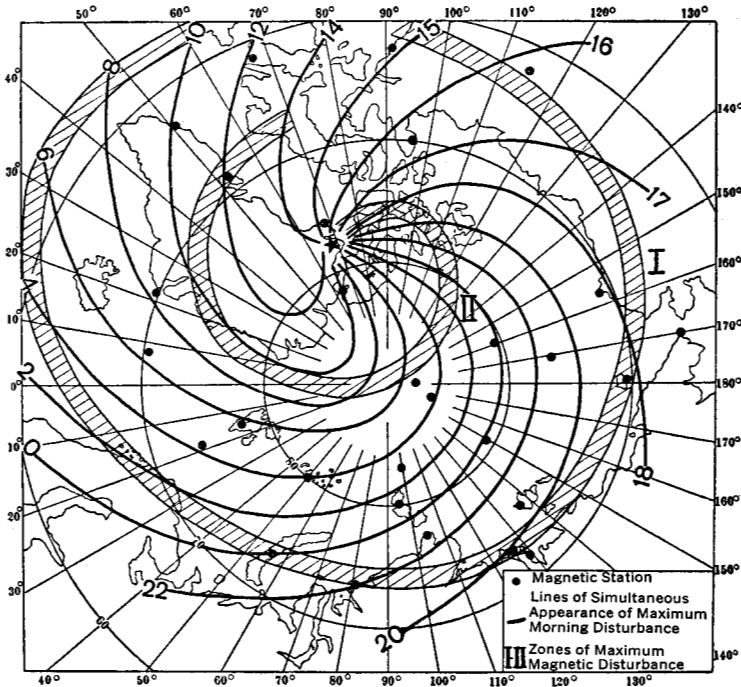 50° 60° 70° 80° 90° 100° 110° 120° 130°
8 10 12 14 15 16
40°
140°
6
30°
17
150°
20°
I
160°
4
II
10°
170°
2
0°
180°
0
10°
170°
18
160°
20°
150°
30°
22
20
Magnetic Station
Lines of Simultaneous
Appearance of Maximum
Morning Disturbance
I II Zones of Maximum
Magnetic Disturbance
140°
40° 50° 60° 70° 80° 90° 100° 110° 120° 130°